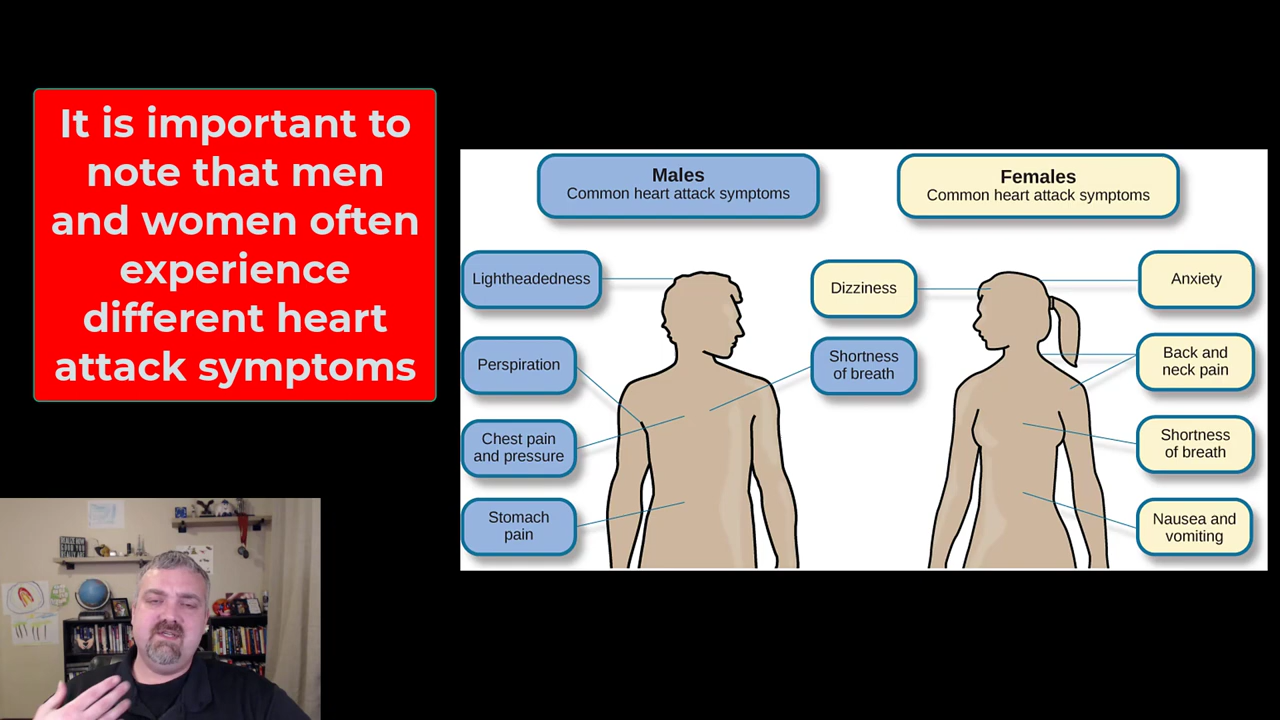 It is important to
note that men
and women often
experience
different heart
attack symptoms
Males
Common heart attack symptoms
Lightheadedness
Perspiration
Chest pain
and pressure
Stomach
pain
Shortness
of breath
Females
Common heart attack symptoms
Dizziness
Anxiety
Back and
neck pain
Shortness
of breath
Nausea and
vomiting